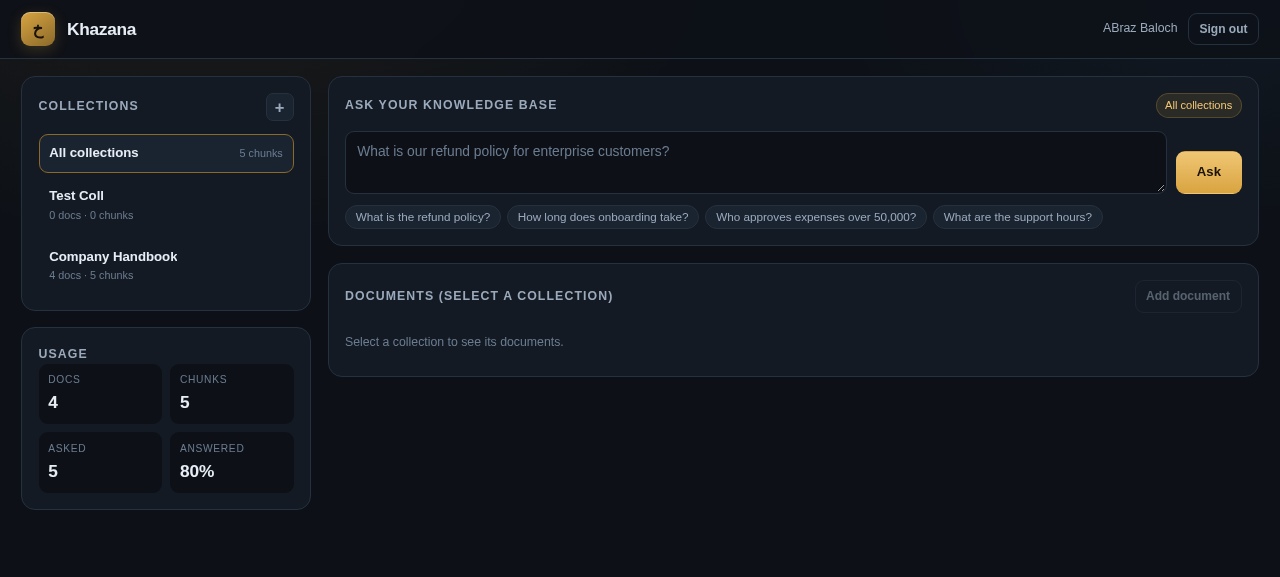 خ Khazana
ABraz Baloch Sign out
COLLECTIONS +
All collections 5 chunks
Test Coll
0 docs · 0 chunks
Company Handbook
4 docs · 5 chunks
USAGE
DOCS CHUNKS
4 5
ASKED ANSWERED
5 80%
ASK YOUR KNOWLEDGE BASE All collections
What is our refund policy for enterprise customers?
Ask
What is the refund policy? How long does onboarding take? Who approves expenses over 50,000? What are the support hours?
DOCUMENTS (SELECT A COLLECTION) Add document
Select a collection to see its documents.